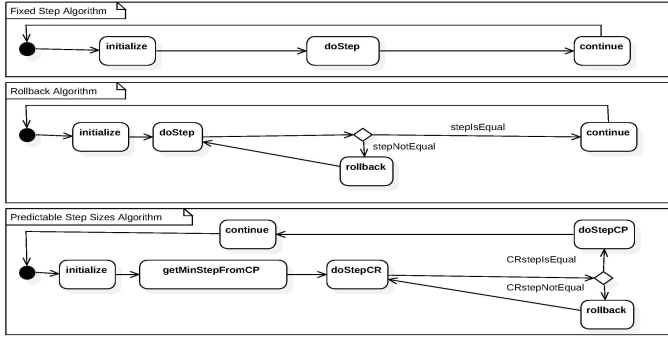 Fixed Step Algorithm
initialize
doStep
continue
Rollback Algorithm
initialize
doStep
stepIsEqual
continue
stepNotEqual
rollback
Predictable Step Sizes Algorithm
continue
doStepCP
initialize
getMinStepFromCP
doStepCR
CRstepIsEqual
CRstepNotEqual
rollback